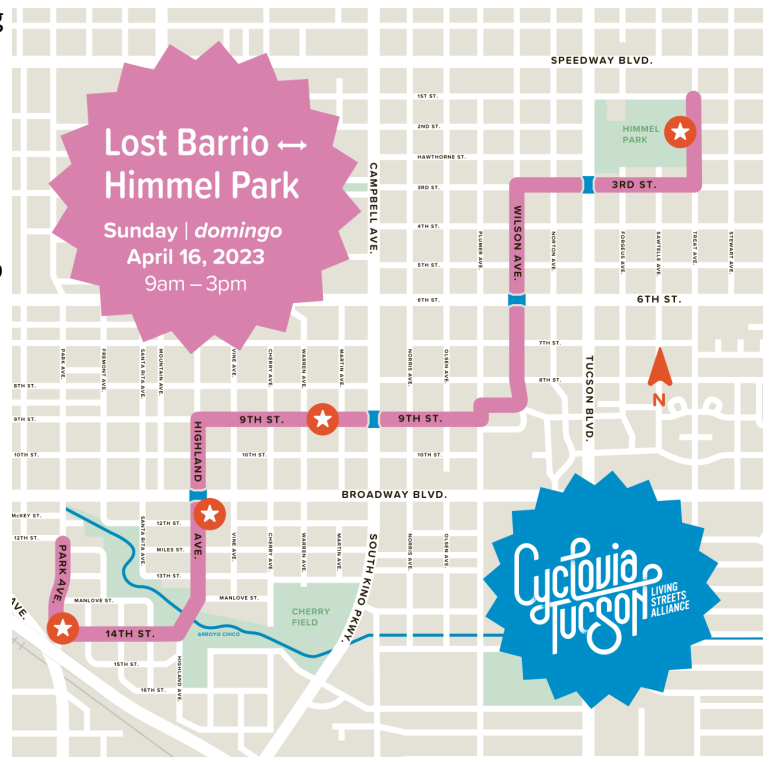 SPEEDWAY BLVD.
1ST ST.
2ND ST.
HAWTHORNE ST.
3RD ST.
HIMMEL
PARK
3RD ST.
Lost Barrio ↔
Himmel Park
Sunday | domingo
April 16, 2023
9am – 3pm
CAMPBELL AVE.
WILSON AVE.
4TH ST.
5TH ST.
6TH ST.
PLUMER AVE.
NORTON AVE.
FORGEUS AVE.
SAWTELLE AVE.
TREAT AVE.
STEWART AVE.
6TH ST.
7TH ST.
8TH ST.
TUCSON BLVD.
N
PARK AVE.
FREMONT AVE.
SANTA RITA AVE.
MOUNTAIN AVE.
VINE AVE.
CHERRY AVE.
WARREN AVE.
MARTIN AVE.
NORRIS AVE.
OLSEN AVE.
8TH ST.
9TH ST.
9TH ST.
9TH ST.
10TH ST.
10TH ST.
10TH ST.
HIGHLAND
AVE.
BROADWAY BLVD.
McKEY ST.
12TH ST.
12TH ST.
MILES ST.
13TH ST.
MANLOVE ST.
MANLOVE ST.
SANTA RITA AVE.
VINE AVE.
CHERRY AVE.
WARREN AVE.
MARTIN AVE.
NORRIS AVE.
OLSEN AVE.
SOUTH KINO PKWY.
PARK AVE.
AVE.
14TH ST.
ARROYO CHICO
CHERRY
FIELD
15TH ST.
16TH ST.
HIGHLAND AVE.
Cyclovia
Tucson
LIVING
STREETS
ALLIANCE